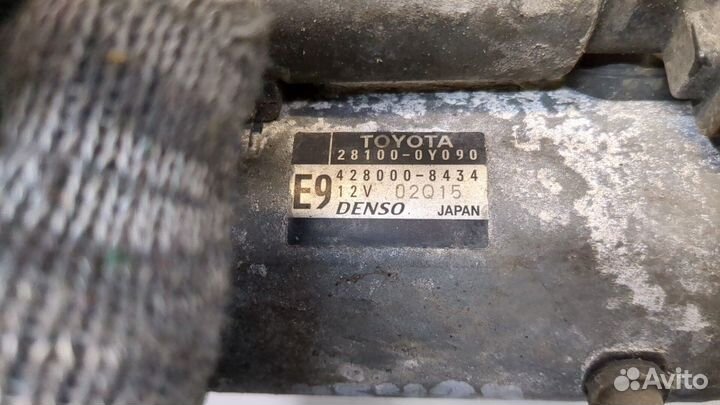 TOYOTA
28100-0Y090
E9 428000-8434
12V 02Q15
DENSO JAPAN
Avito